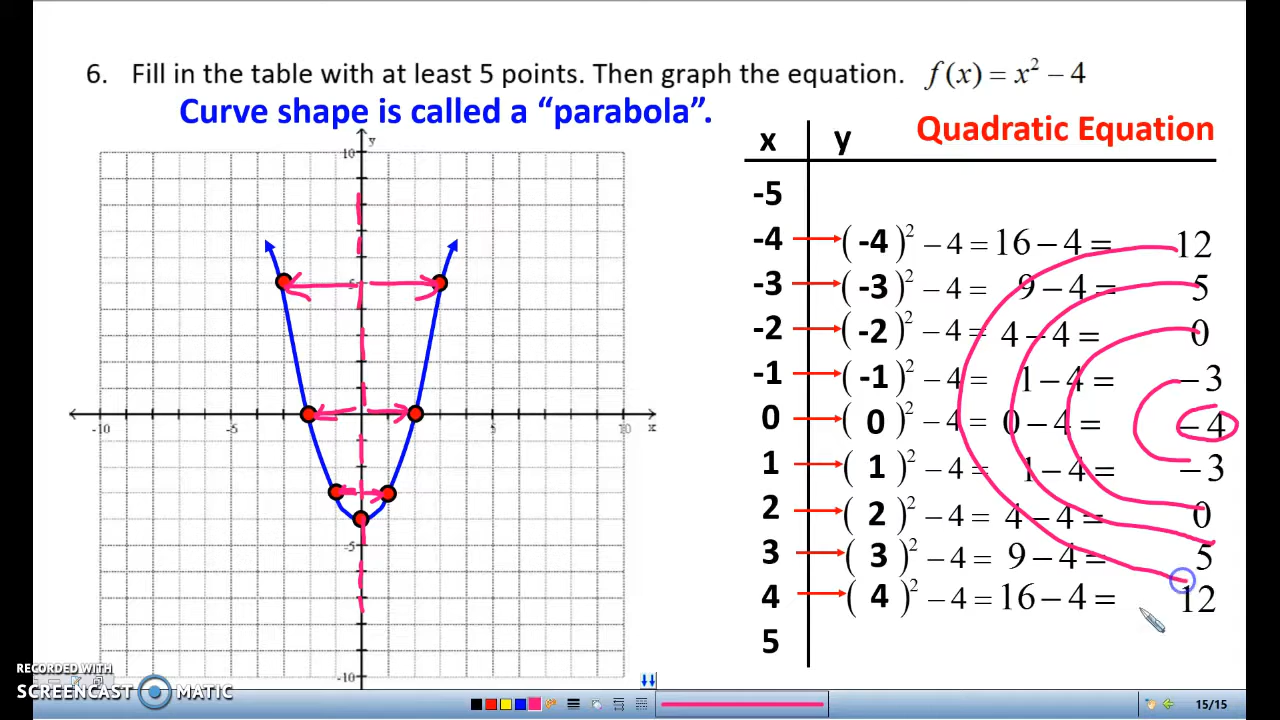 6. Fill in the table with at least 5 points. Then graph the equation. f(x) = x² − 4
Curve shape is called a “parabola”.
Quadratic Equation
x y
-5
-4 ( -4 )² − 4 = 16 − 4 = 12
-3 ( -3 )² − 4 = 9 − 4 = 5
-2 ( -2 )² − 4 = 4 − 4 = 0
-1 ( -1 )² − 4 = 1 − 4 = −3
0 ( 0 )² − 4 = 0 − 4 = −4
1 ( 1 )² − 4 = 1 − 4 = −3
2 ( 2 )² − 4 = 4 − 4 = 0
3 ( 3 )² − 4 = 9 − 4 = 5
4 ( 4 )² − 4 = 16 − 4 = 12
5
y
10
5
-10 -5 5 10 x
-5
-10
RECORDED WITH
SCREENCAST MATIC
15/15